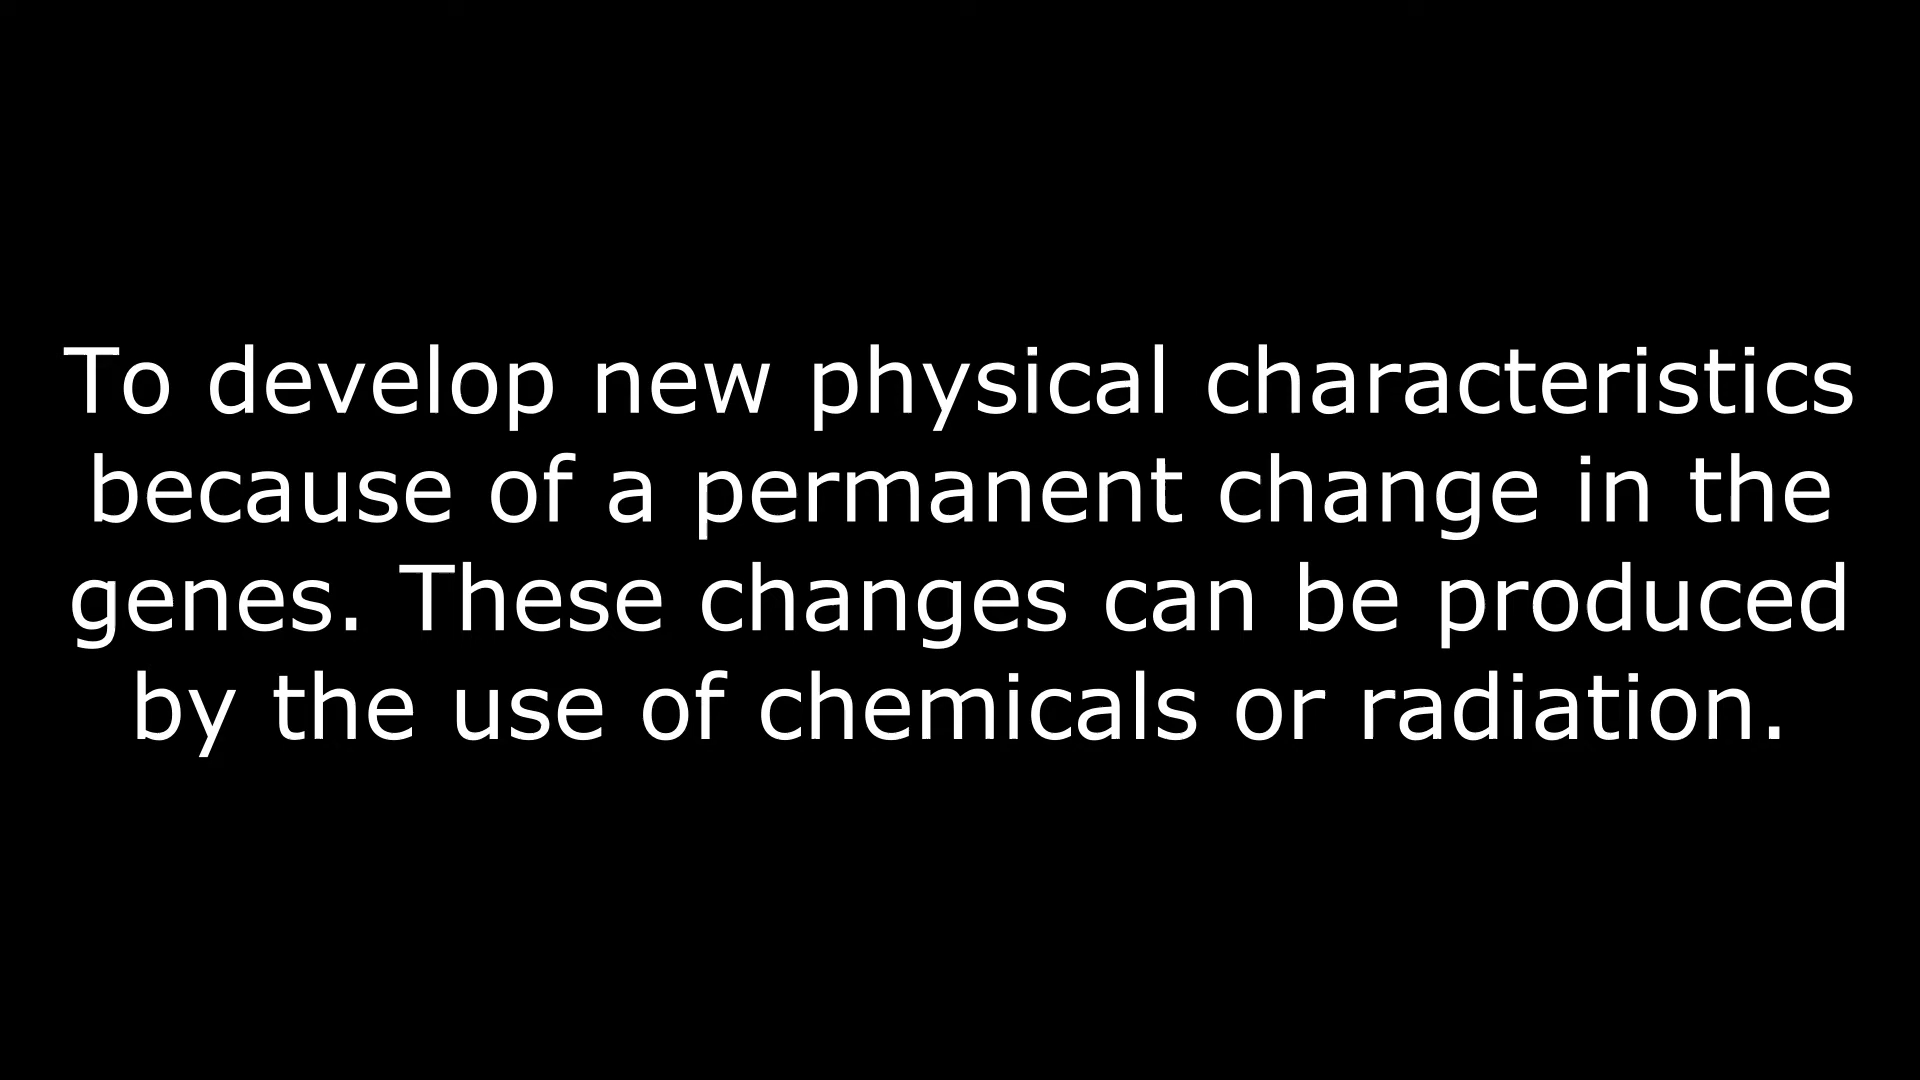 To develop new physical characteristics
because of a permanent change in the
genes. These changes can be produced
by the use of chemicals or radiation.